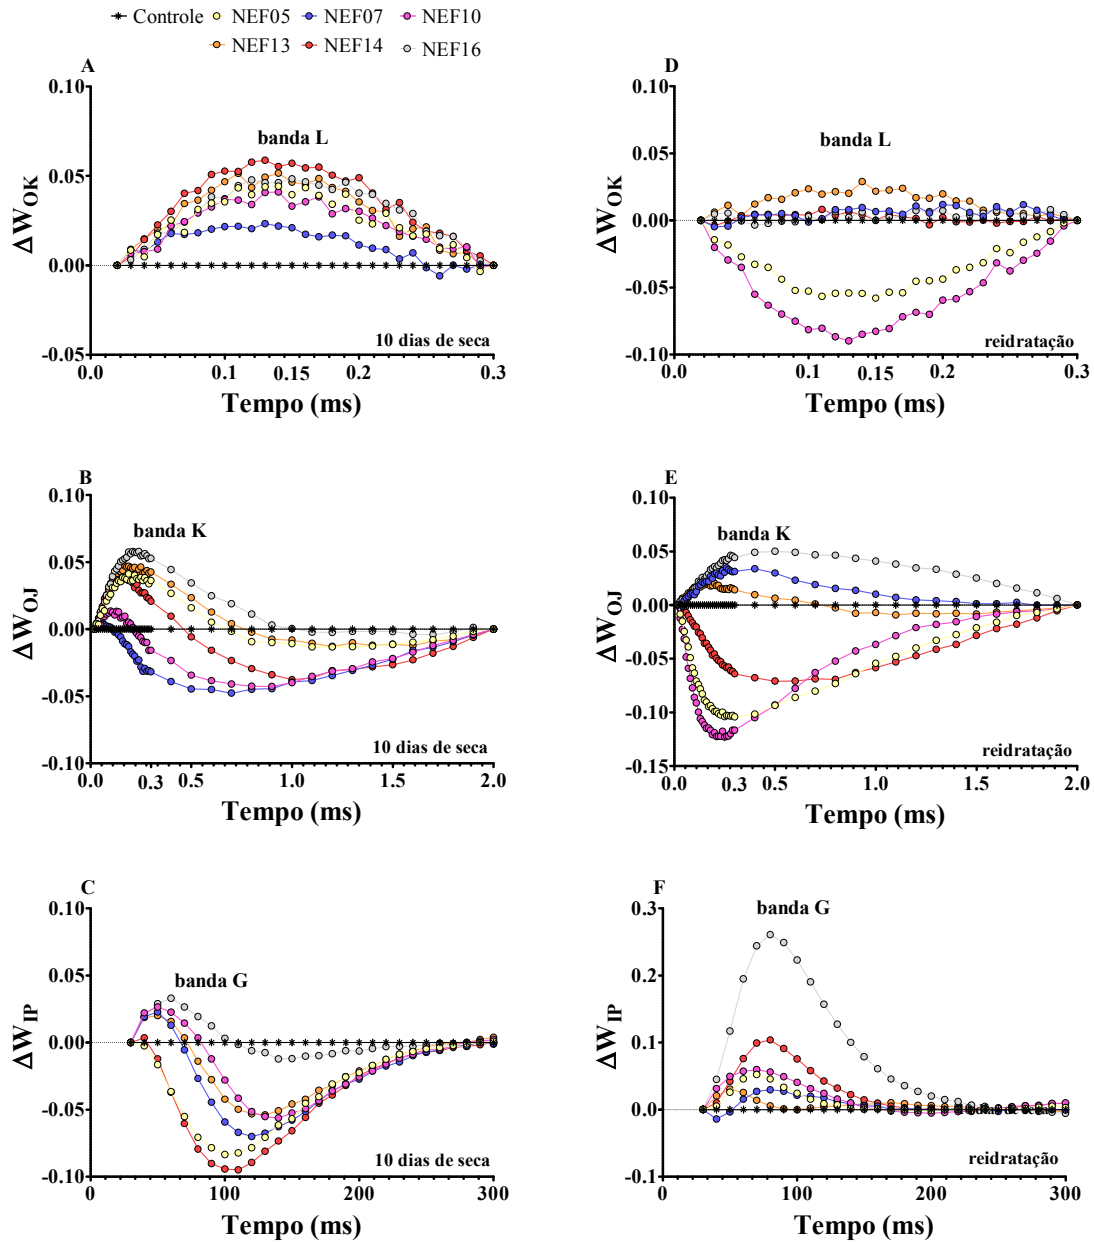 Controle NEF05 NEF07 NEF10
NEF13 NEF14 NEF16
A
0.10
0.05
0.00
-0.05
ΔW_OK
banda L
10 dias de seca
0.0 0.1 0.15 0.2 0.3
Tempo (ms)
D
0.10
0.05
0.00
-0.05
-0.10
ΔW_OK
banda L
reidratação
0.0 0.1 0.15 0.2 0.3
Tempo (ms)
B
0.10
0.05
0.00
-0.05
-0.10
ΔW_OJ
banda K
10 dias de seca
0.0 0.3 0.5 1.0 1.5 2.0
Tempo (ms)
E
0.10
0.05
0.00
-0.05
-0.10
-0.15
ΔW_OJ
banda K
reidratação
0.0 0.3 0.5 1.0 1.5 2.0
Tempo (ms)
C
0.10
0.05
0.00
-0.05
-0.10
ΔW_IP
banda G
10 dias de seca
0 100 200 300
Tempo (ms)
F
0.3
0.2
0.1
0.0
-0.1
ΔW_IP
banda G
reidratação
0 100 200 300
Tempo (ms)